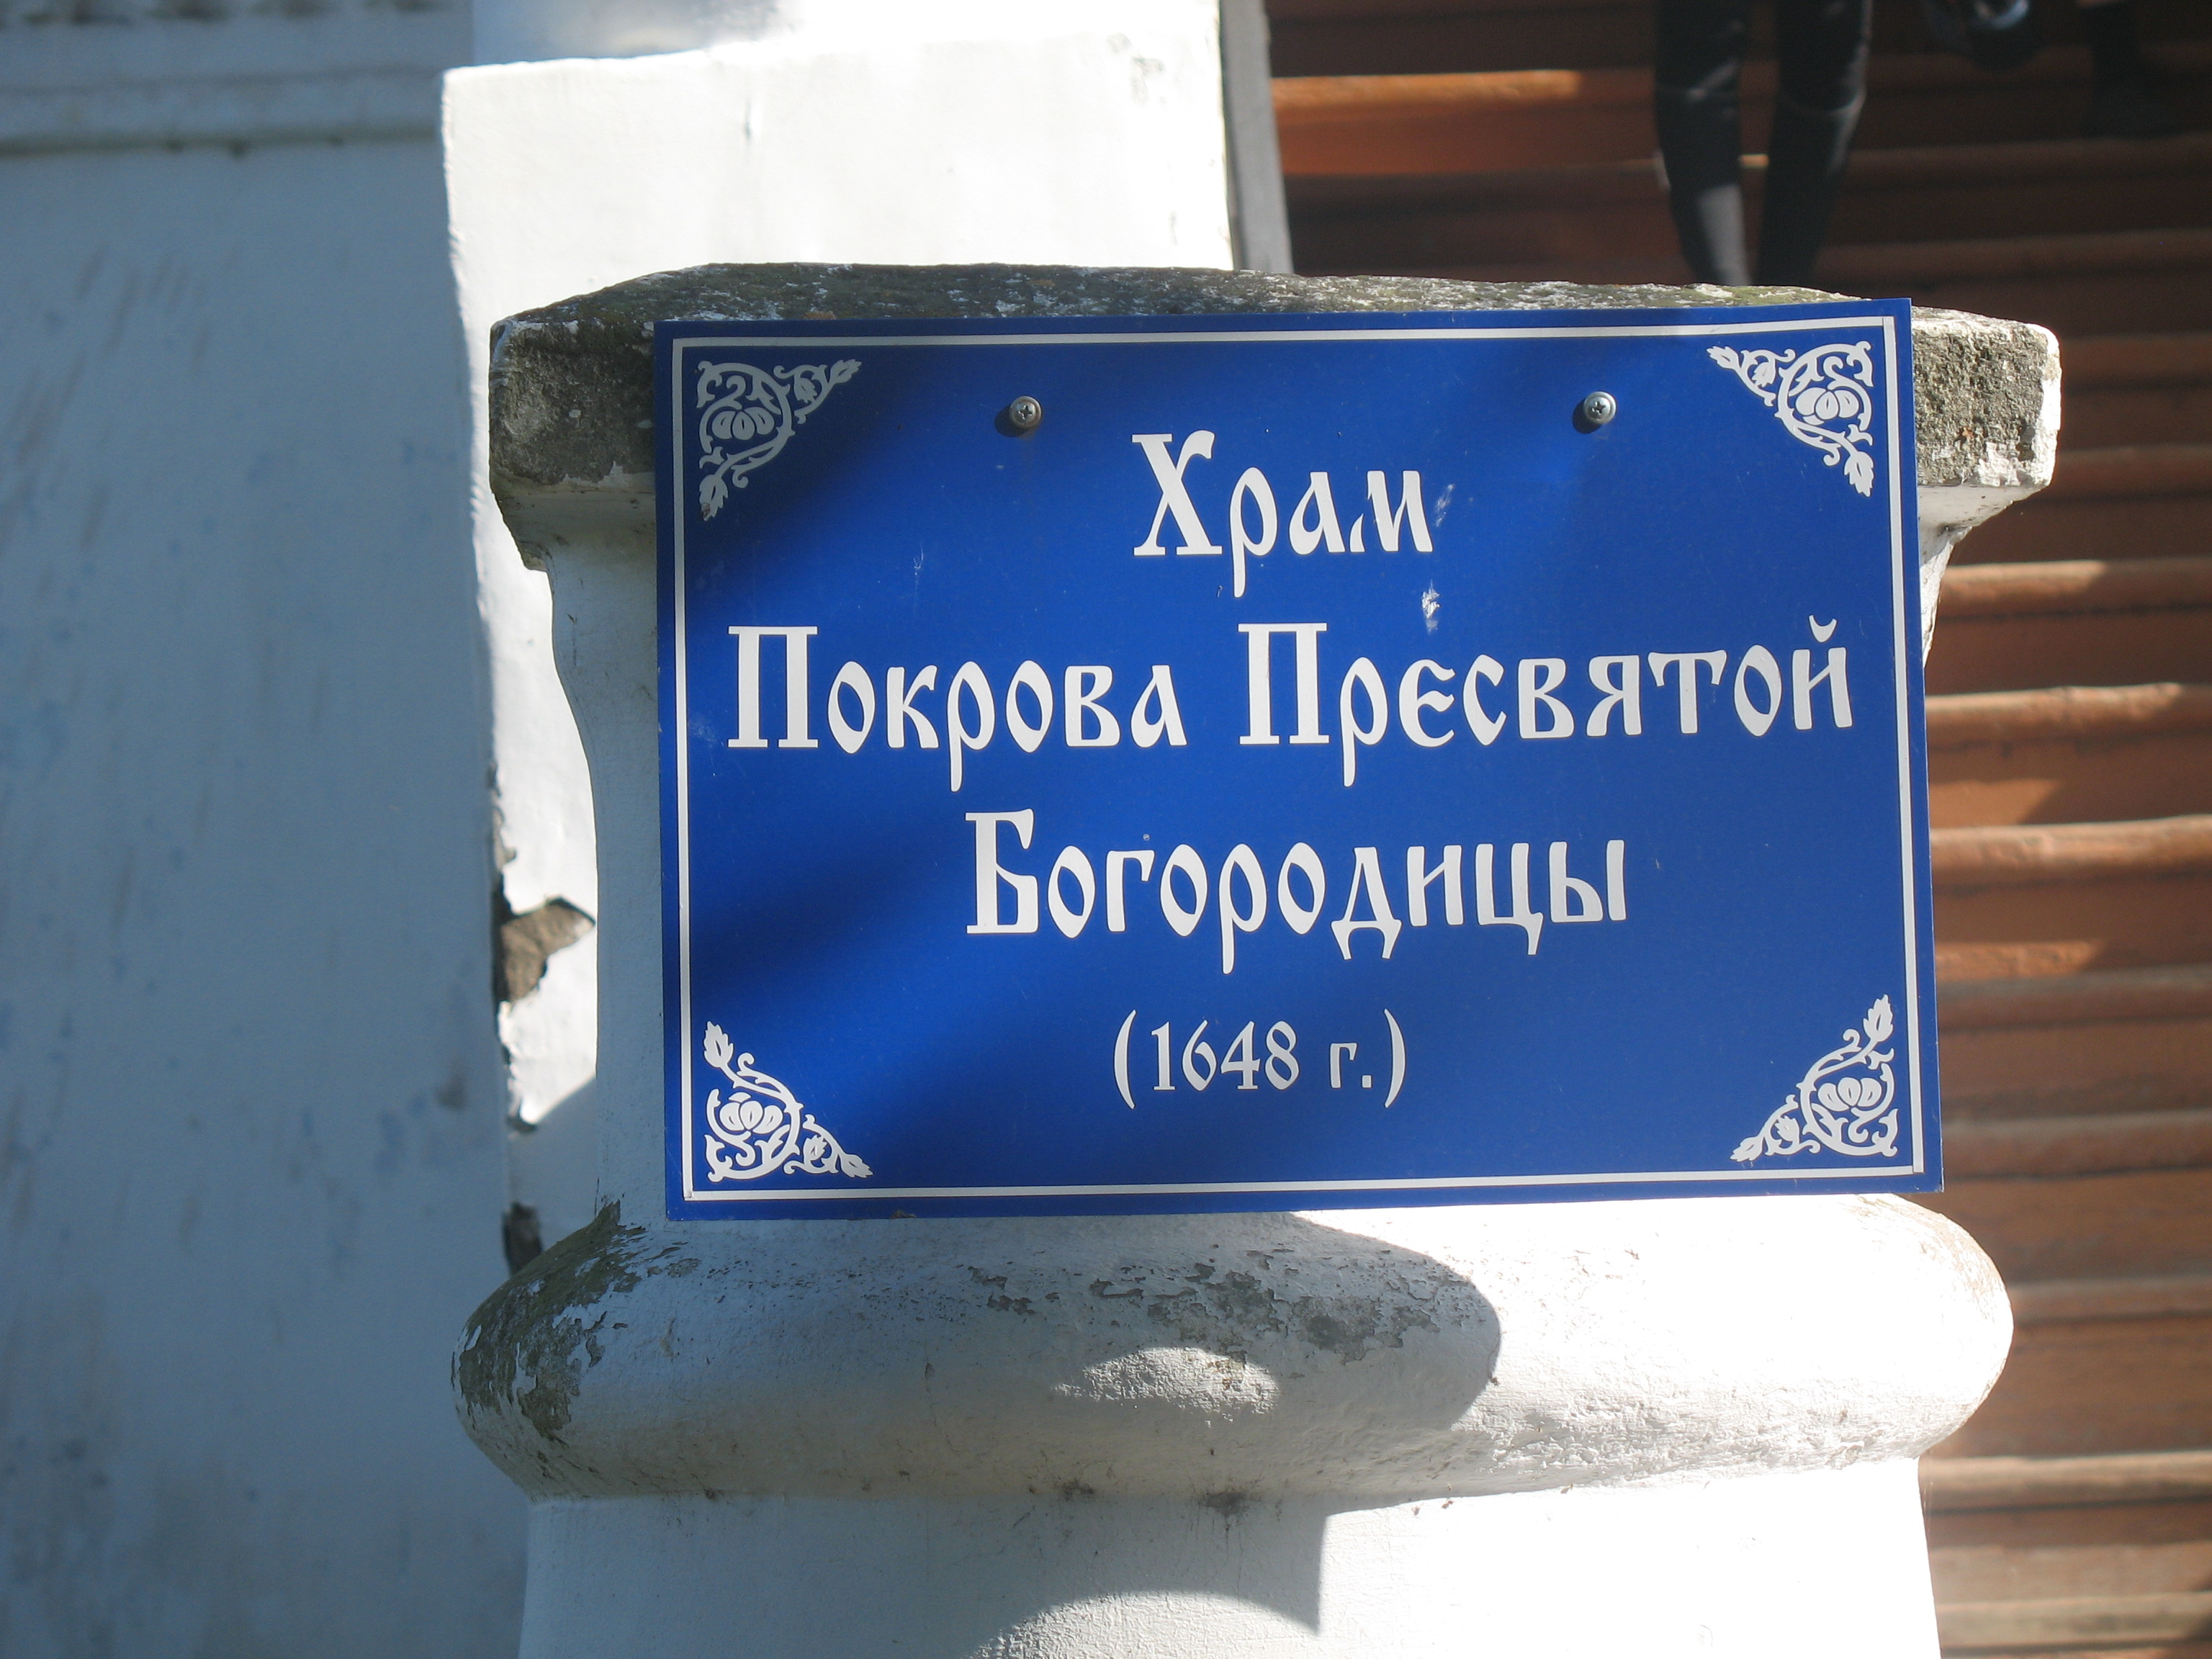 Храм
Покрова Пресвятой
Богородицы
(1648 г.)